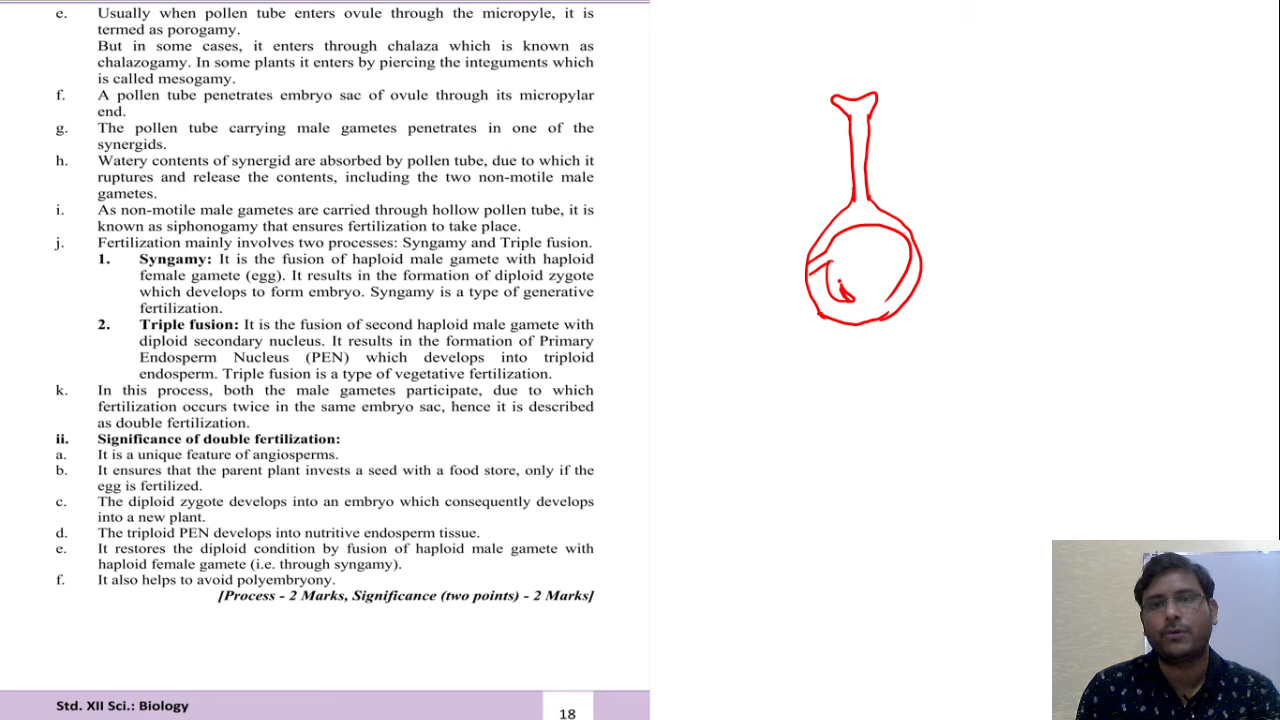 e. Usually when pollen tube enters ovule through the micropyle, it is
termed as porogamy.
But in some cases, it enters through chalaza which is known as
chalazogamy. In some plants it enters by piercing the integuments which
is called mesogamy.
f. A pollen tube penetrates embryo sac of ovule through its micropylar
end.
g. The pollen tube carrying male gametes penetrates in one of the
synergids.
h. Watery contents of synergid are absorbed by pollen tube, due to which it
ruptures and release the contents, including the two non-motile male
gametes.
i. As non-motile male gametes are carried through hollow pollen tube, it is
known as siphonogamy that ensures fertilization to take place.
j. Fertilization mainly involves two processes: Syngamy and Triple fusion.
1. Syngamy: It is the fusion of haploid male gamete with haploid
female gamete (egg). It results in the formation of diploid zygote
which develops to form embryo. Syngamy is a type of generative
fertilization.
2. Triple fusion: It is the fusion of second haploid male gamete with
diploid secondary nucleus. It results in the formation of Primary
Endosperm Nucleus (PEN) which develops into triploid
endosperm. Triple fusion is a type of vegetative fertilization.
k. In this process, both the male gametes participate, due to which
fertilization occurs twice in the same embryo sac, hence it is described
as double fertilization.
ii. Significance of double fertilization:
a. It is a unique feature of angiosperms.
b. It ensures that the parent plant invests a seed with a food store, only if the
egg is fertilized.
c. The diploid zygote develops into an embryo which consequently develops
into a new plant.
d. The triploid PEN develops into nutritive endosperm tissue.
e. It restores the diploid condition by fusion of haploid male gamete with
haploid female gamete (i.e. through syngamy).
f. It also helps to avoid polyembryony.
[Process - 2 Marks, Significance (two points) - 2 Marks]
Std. XII Sci.: Biology
18